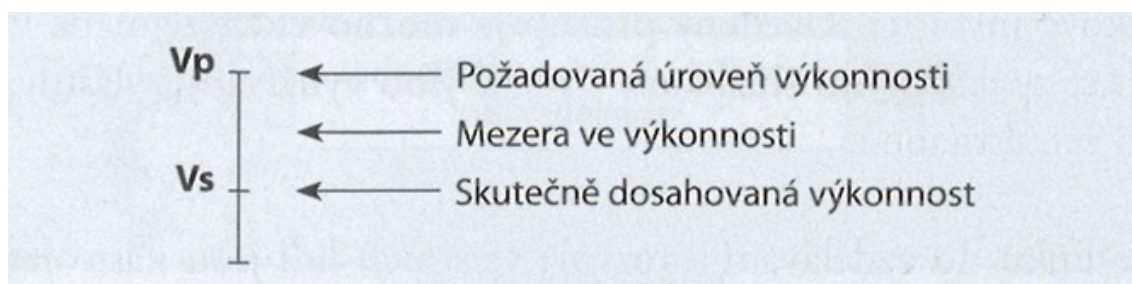 Vp Požadovaná úroveň výkonnosti
Mezera ve výkonnosti
Vs Skutečně dosahovaná výkonnost